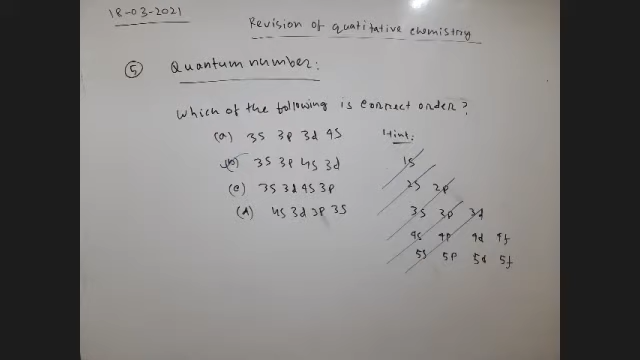 18-03-2021
Revision of quatitative chemistry
⑤ Quantum number:
Which of the following is correct order?
(a) 3s 3p 3d 4s
Hint:
(b) 3s 3p 4s 3d
1s
(c) 3s 3d 4s 3p
2s 2p
(d) 4s 3d 3p 3s
3s 3p 3d
4s 4p 4d 4f
5s 5p 5d 5f